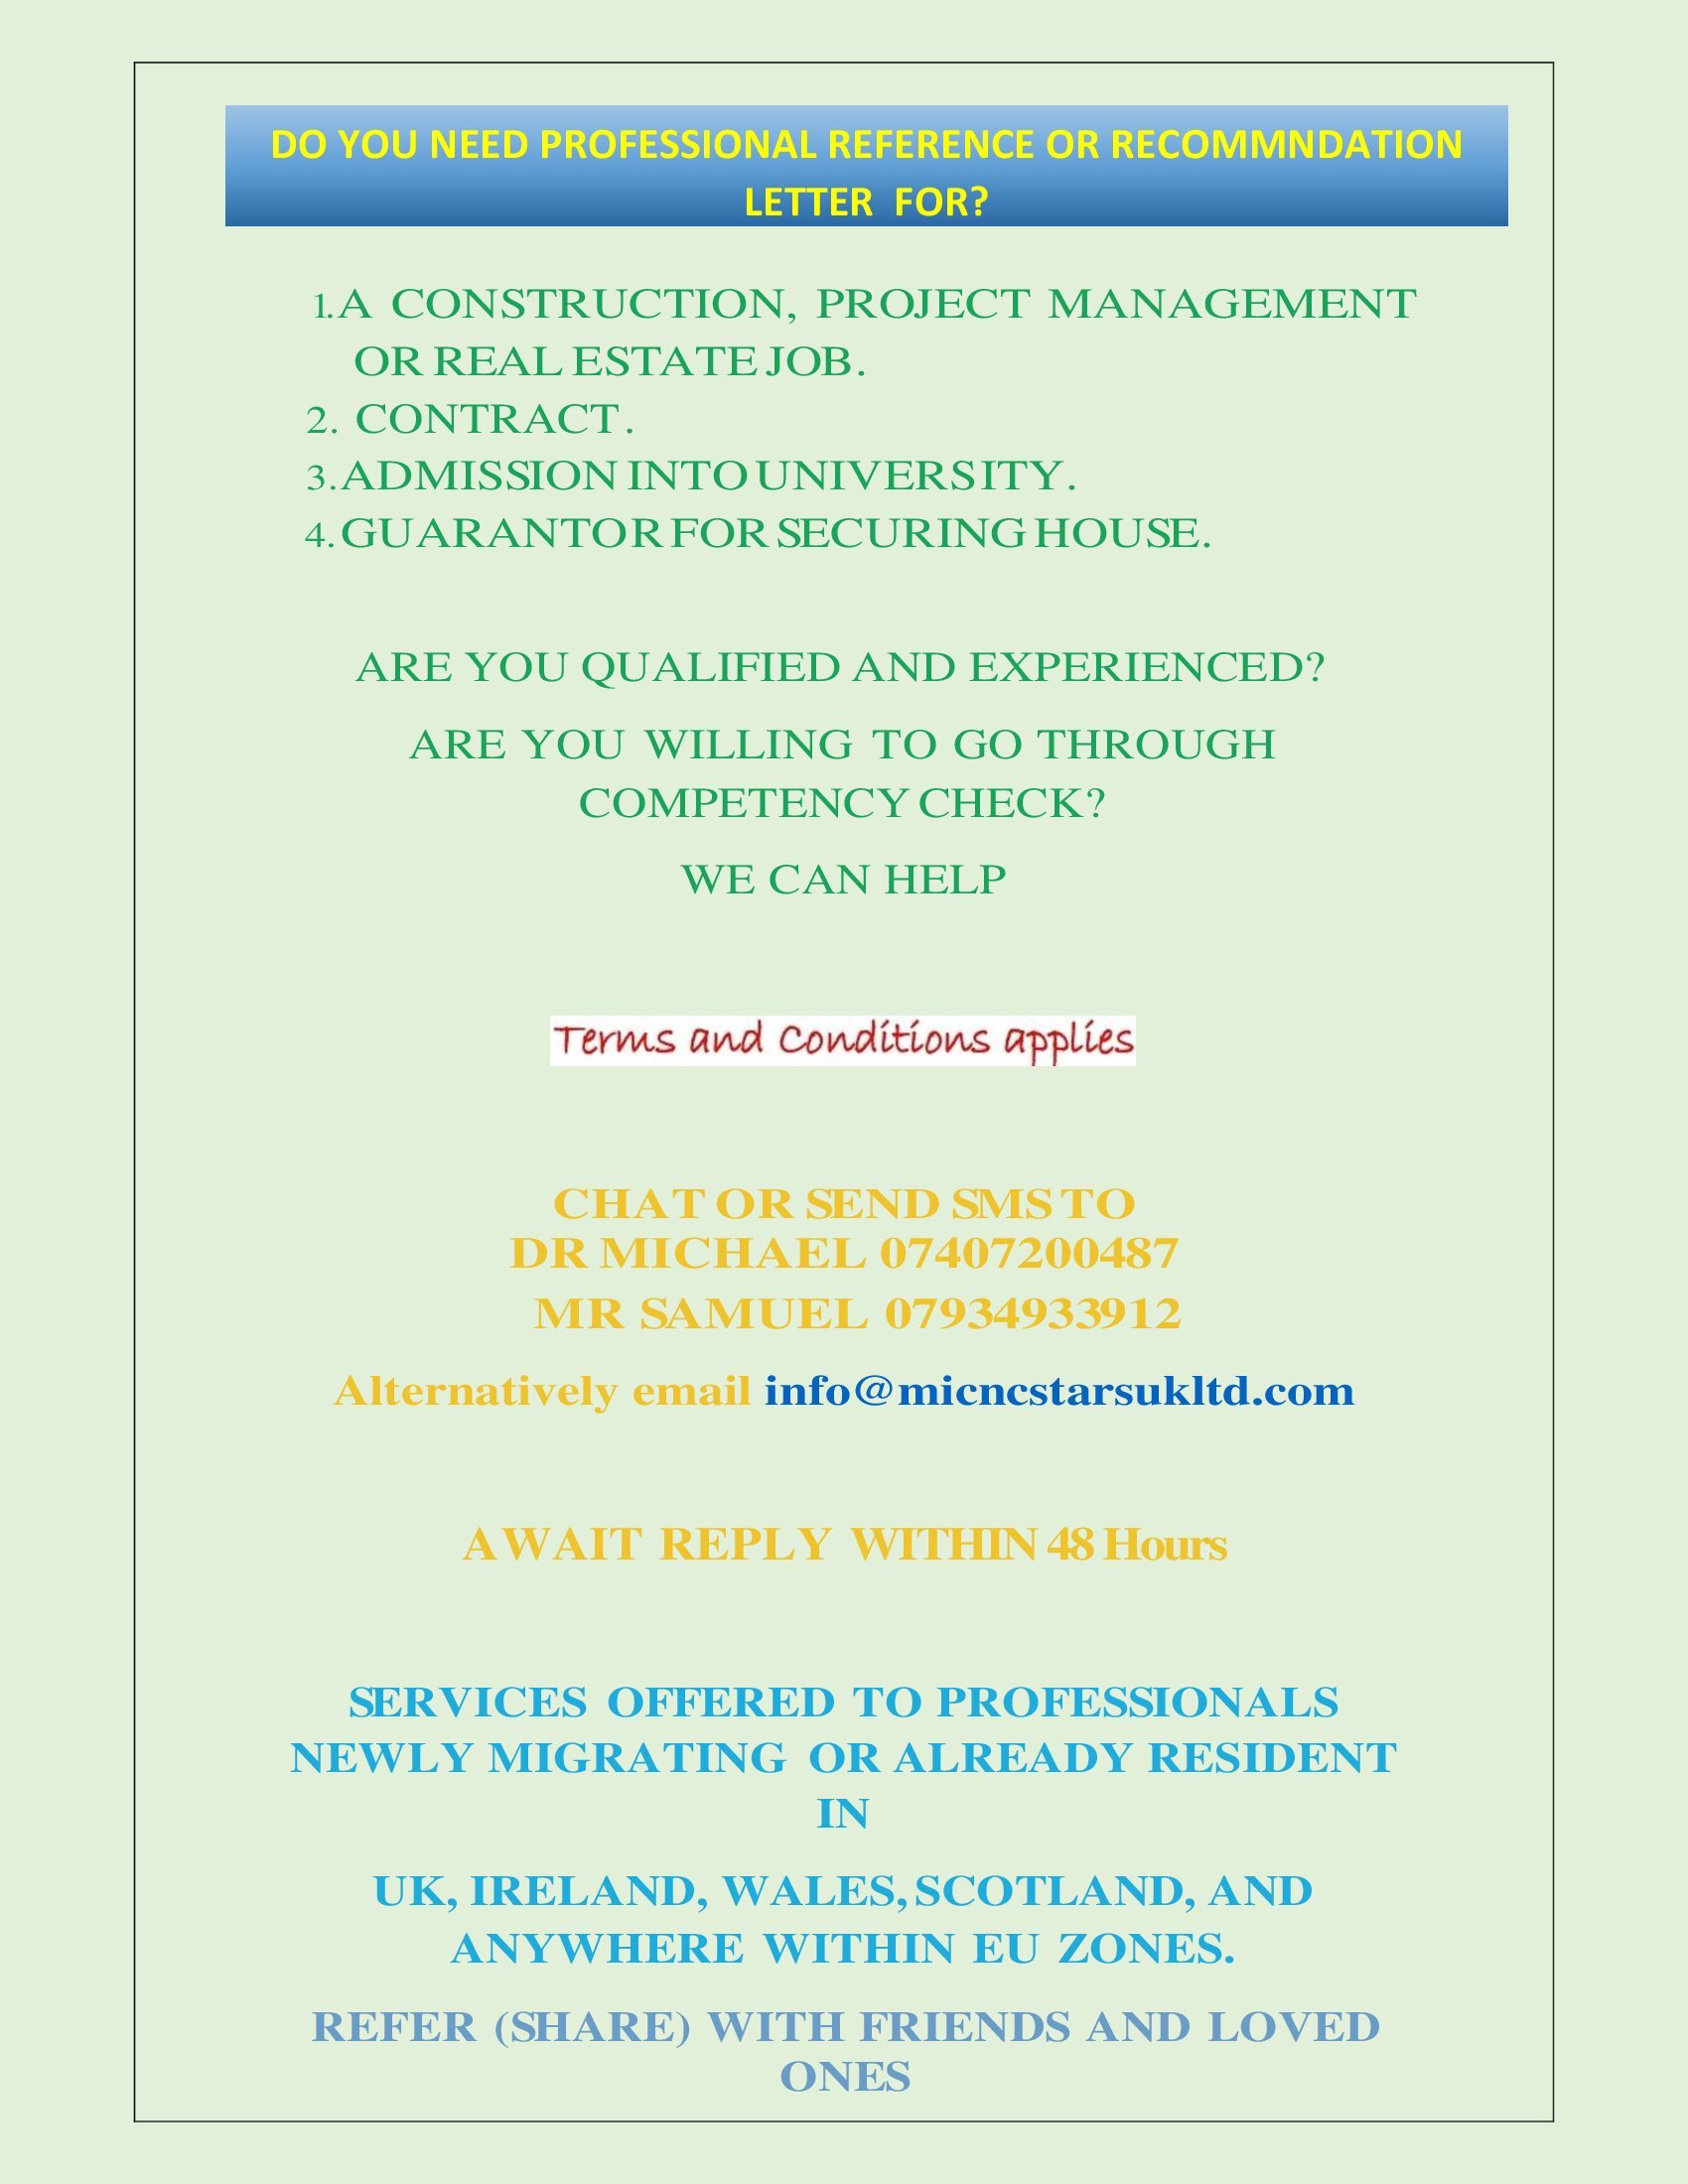 DO YOU NEED PROFESSIONAL REFERENCE OR RECOMMNDATION
LETTER FOR?
1. A CONSTRUCTION, PROJECT MANAGEMENT
OR REAL ESTATE JOB.
2. CONTRACT.
3. ADMISSION INTO UNIVERSITY.
4. GUARANTOR FOR SECURING HOUSE.
ARE YOU QUALIFIED AND EXPERIENCED?
ARE YOU WILLING TO GO THROUGH
COMPETENCY CHECK?
WE CAN HELP
Terms and Conditions applies
CHAT OR SEND SMS TO
DR MICHAEL 07407200487
MR SAMUEL 07934933912
Alternatively email info@micncstarsukltd.com
AWAIT REPLY WITHIN 48 Hours
SERVICES OFFERED TO PROFESSIONALS
NEWLY MIGRATING OR ALREADY RESIDENT
IN
UK, IRELAND, WALES, SCOTLAND, AND
ANYWHERE WITHIN EU ZONES.
REFER (SHARE) WITH FRIENDS AND LOVED
ONES